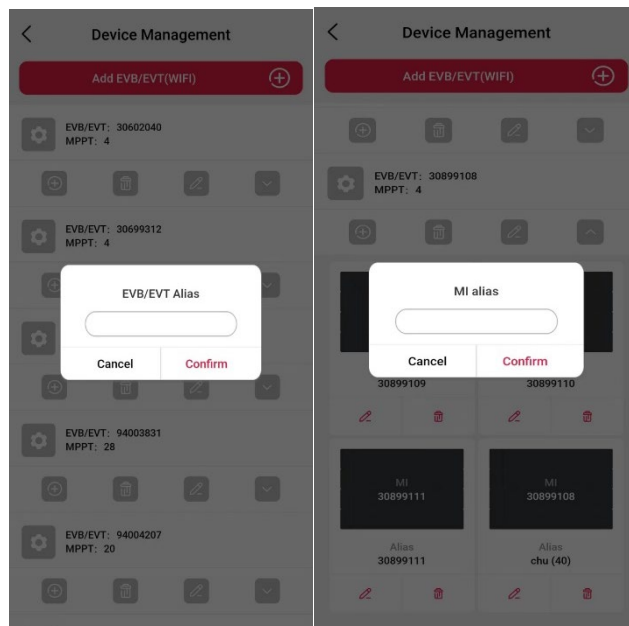 Device Management
Add EVB/EVT(WIFI)
EVB/EVT: 30602040
MPPT: 4
EVB/EVT: 30699312
MPPT: 4
EVB/EVT Alias
Cancel Confirm
EVB/EVT: 94003831
MPPT: 28
EVB/EVT: 94004207
MPPT: 20
Device Management
Add EVB/EVT(WIFI)
EVB/EVT: 30899108
MPPT: 4
MI alias
Cancel Confirm
30899109 30899110
MI MI
30899111 30899108
Alias Alias
30899111 chu (40)